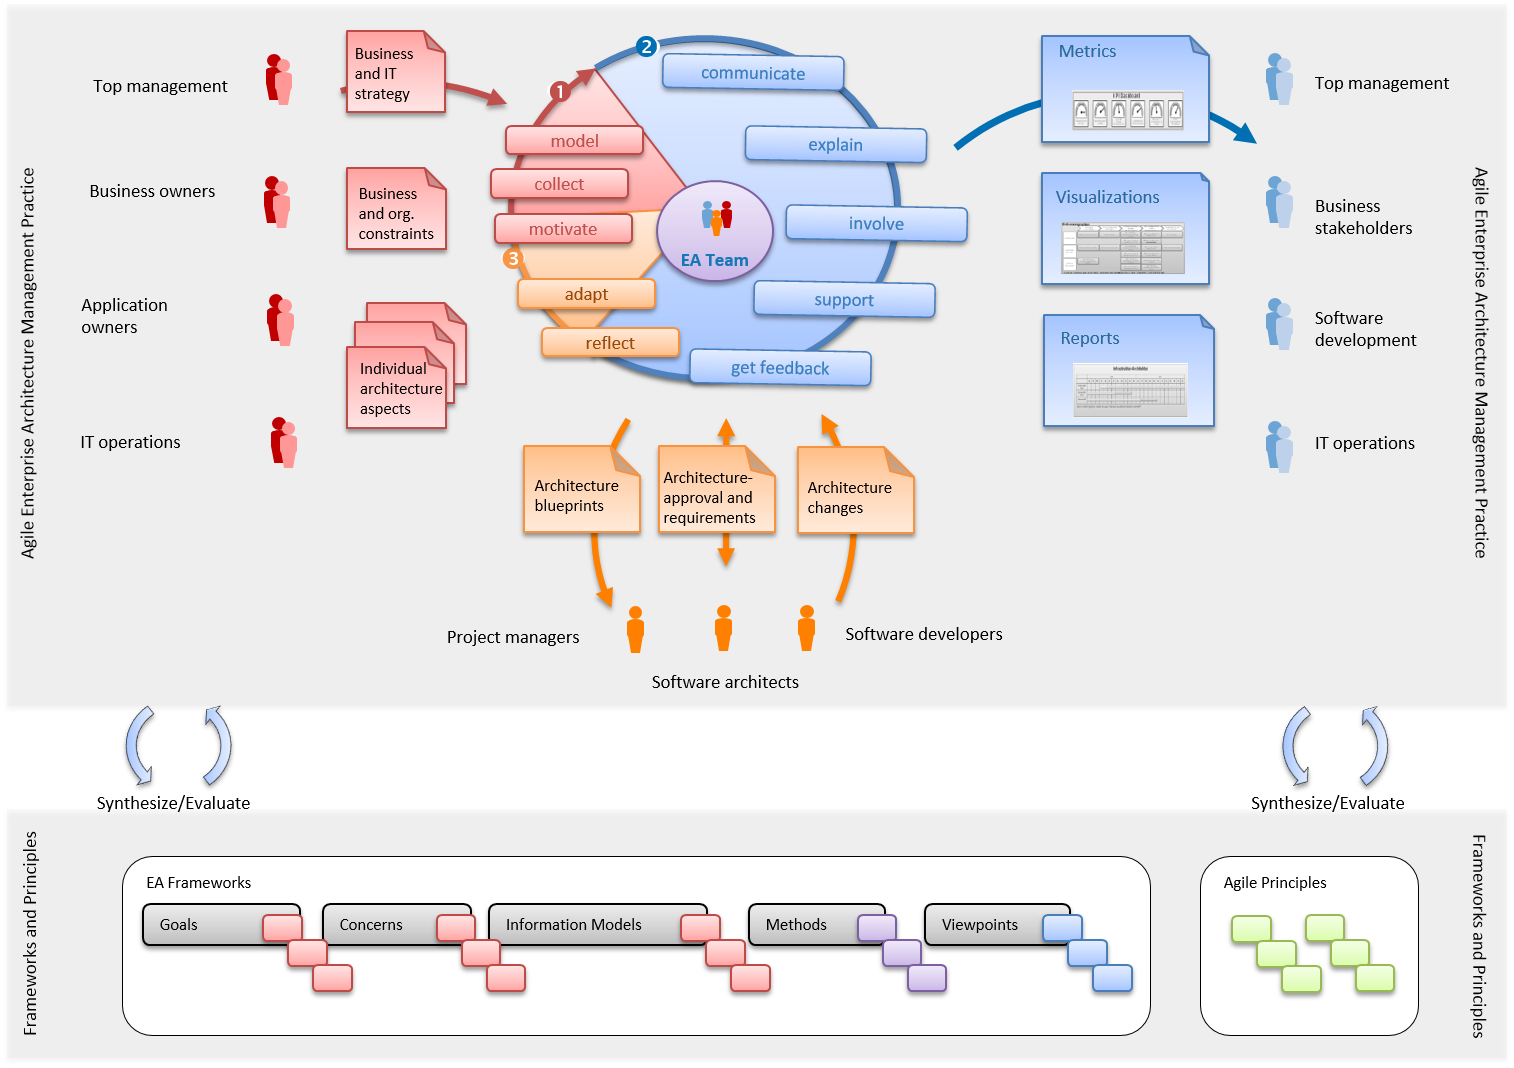 Agile Enterprise Architecture Management Practice
Top management
Business owners
Application
owners
IT operations
Business
and IT
strategy
Business
and org.
constraints
Individual
architecture
aspects
1
2
3
model
collect
motivate
adapt
reflect
communicate
explain
involve
support
get feedback
EA Team
Metrics
KPI Dashboard
Visualizations
Reports
Top management
Business
stakeholders
Software
development
IT operations
Agile Enterprise Architecture Management Practice
Architecture
blueprints
Architecture-
approval and
requirements
Architecture
changes
Project managers
Software architects
Software developers
Synthesize/Evaluate
Synthesize/Evaluate
Frameworks and Principles
EA Frameworks
Goals
Concerns
Information Models
Methods
Viewpoints
Agile Principles
Frameworks and Principles